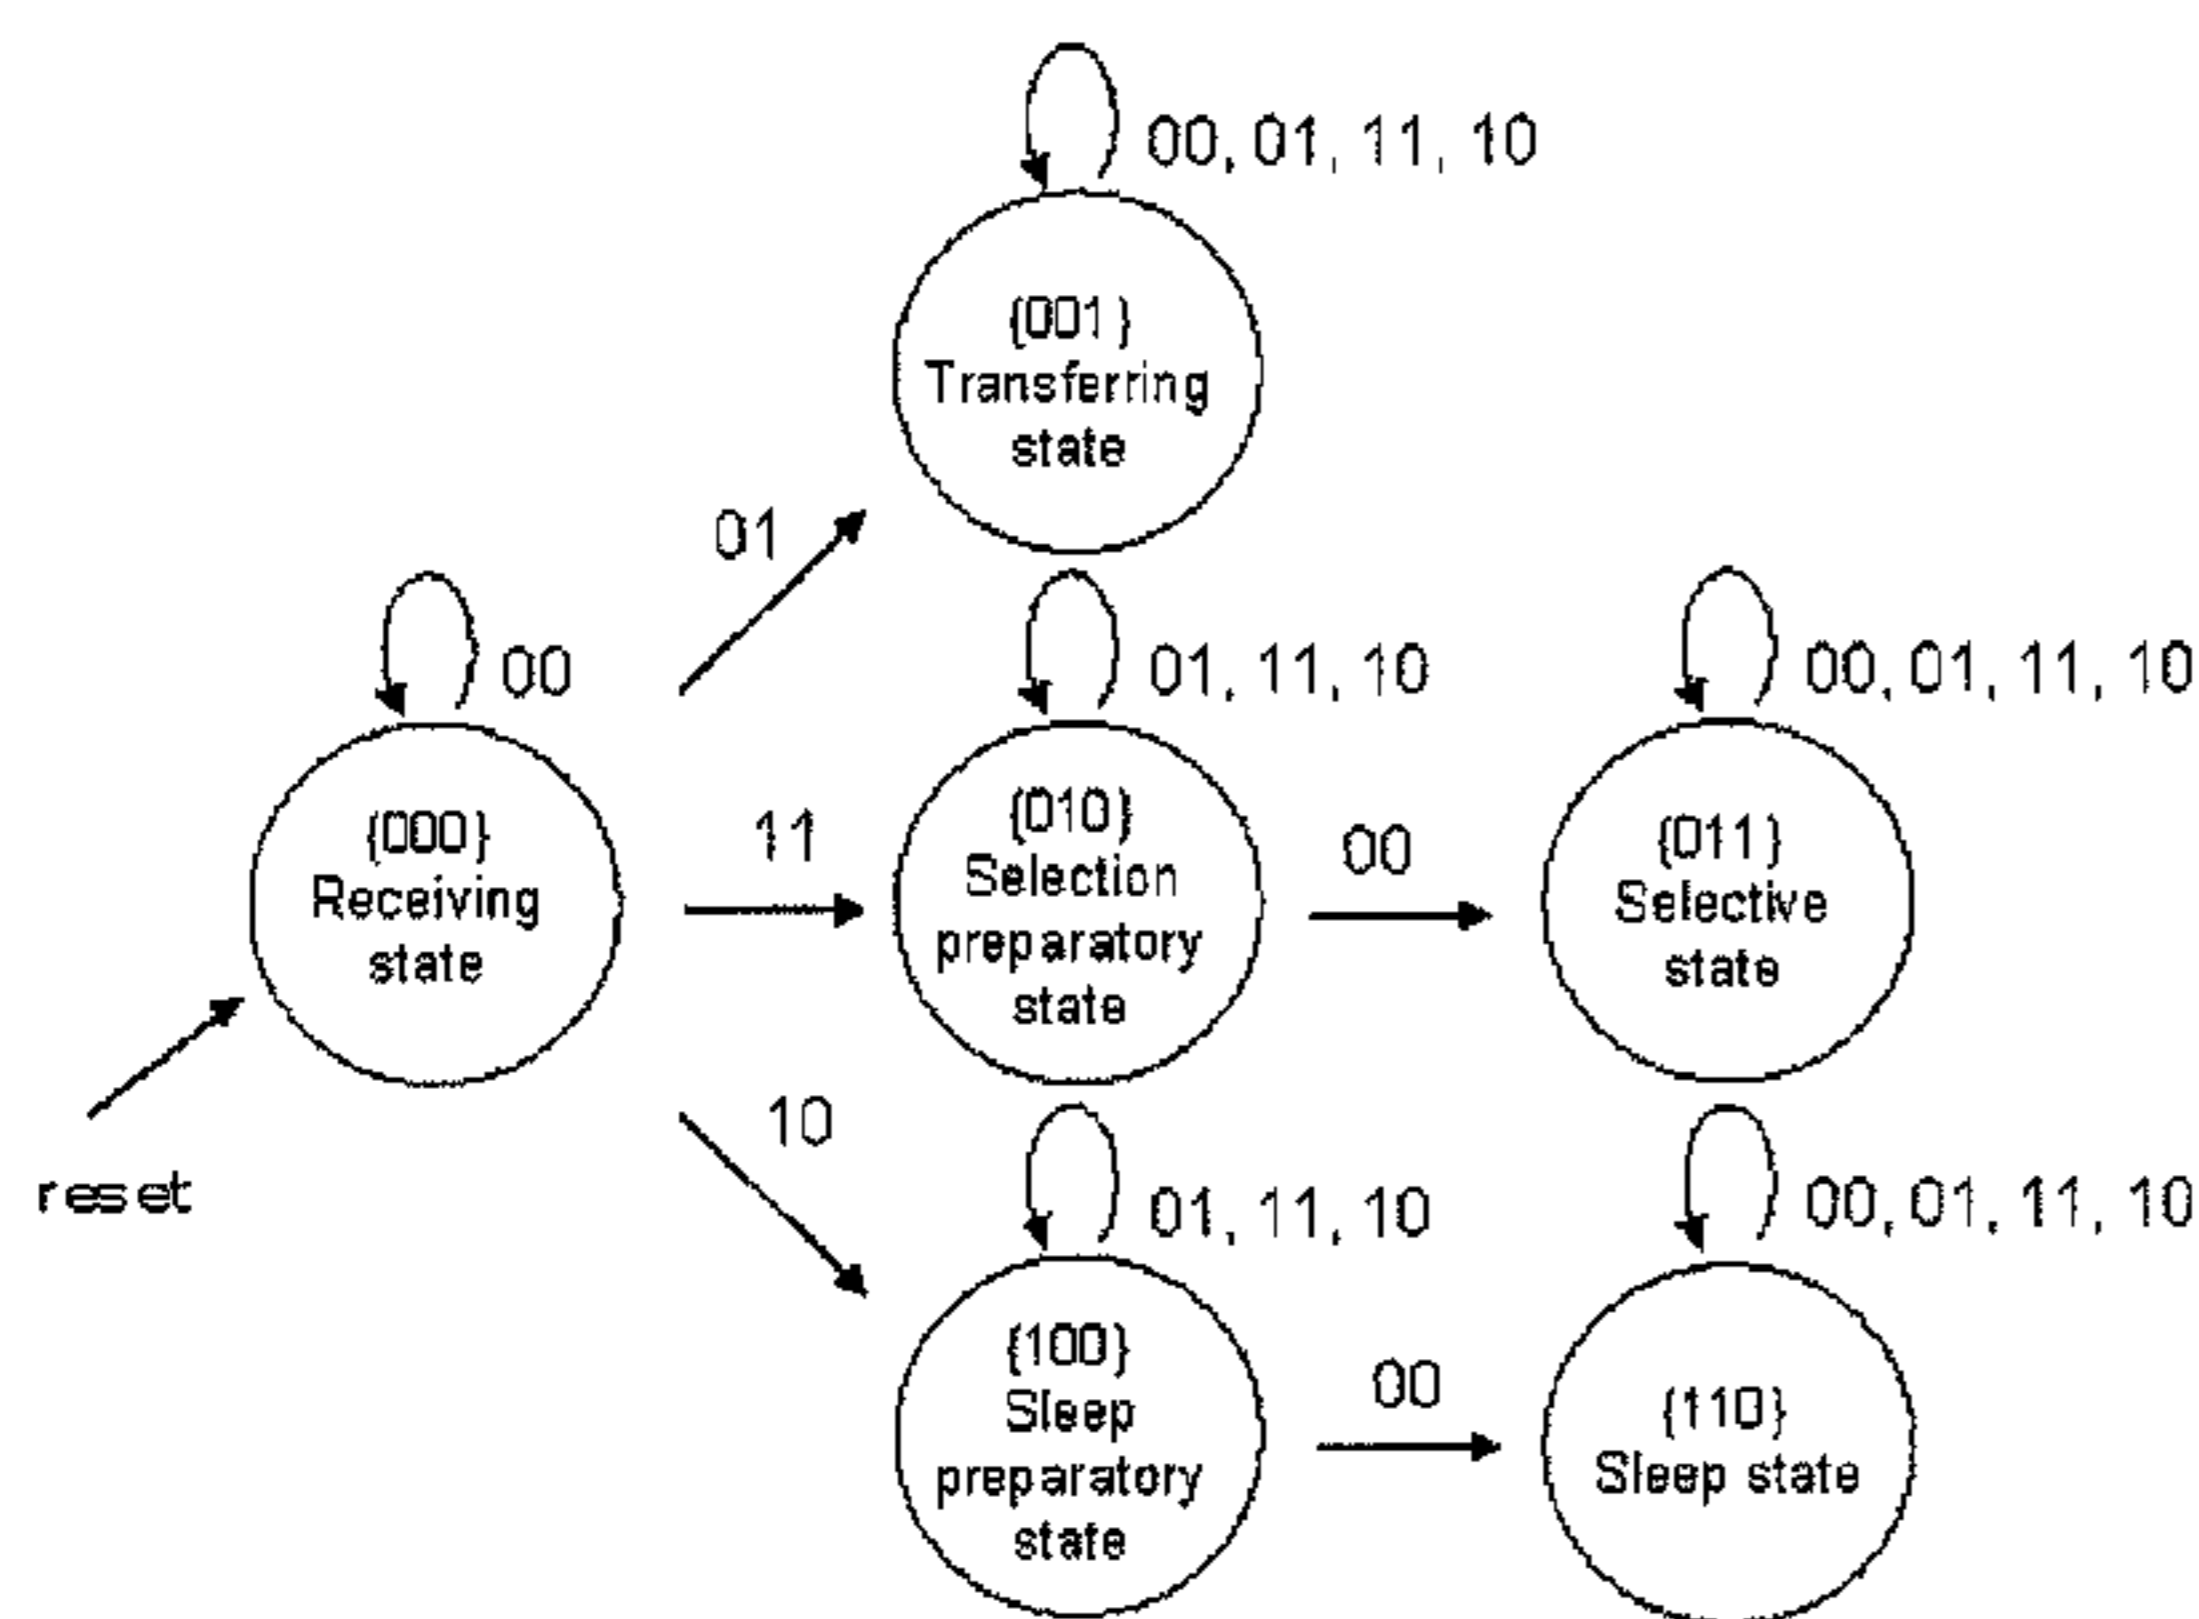 00, 01, 11, 10
{001}
Transferring
state
01
00
01, 11, 10
00, 01, 11, 10
{000}
Receiving
state
11
{010}
Selection
preparatory
state
00
{011}
Selective
state
reset
10
01, 11, 10
00, 01, 11, 10
{100}
Sleep
preparatory
state
00
{110}
Sleep state